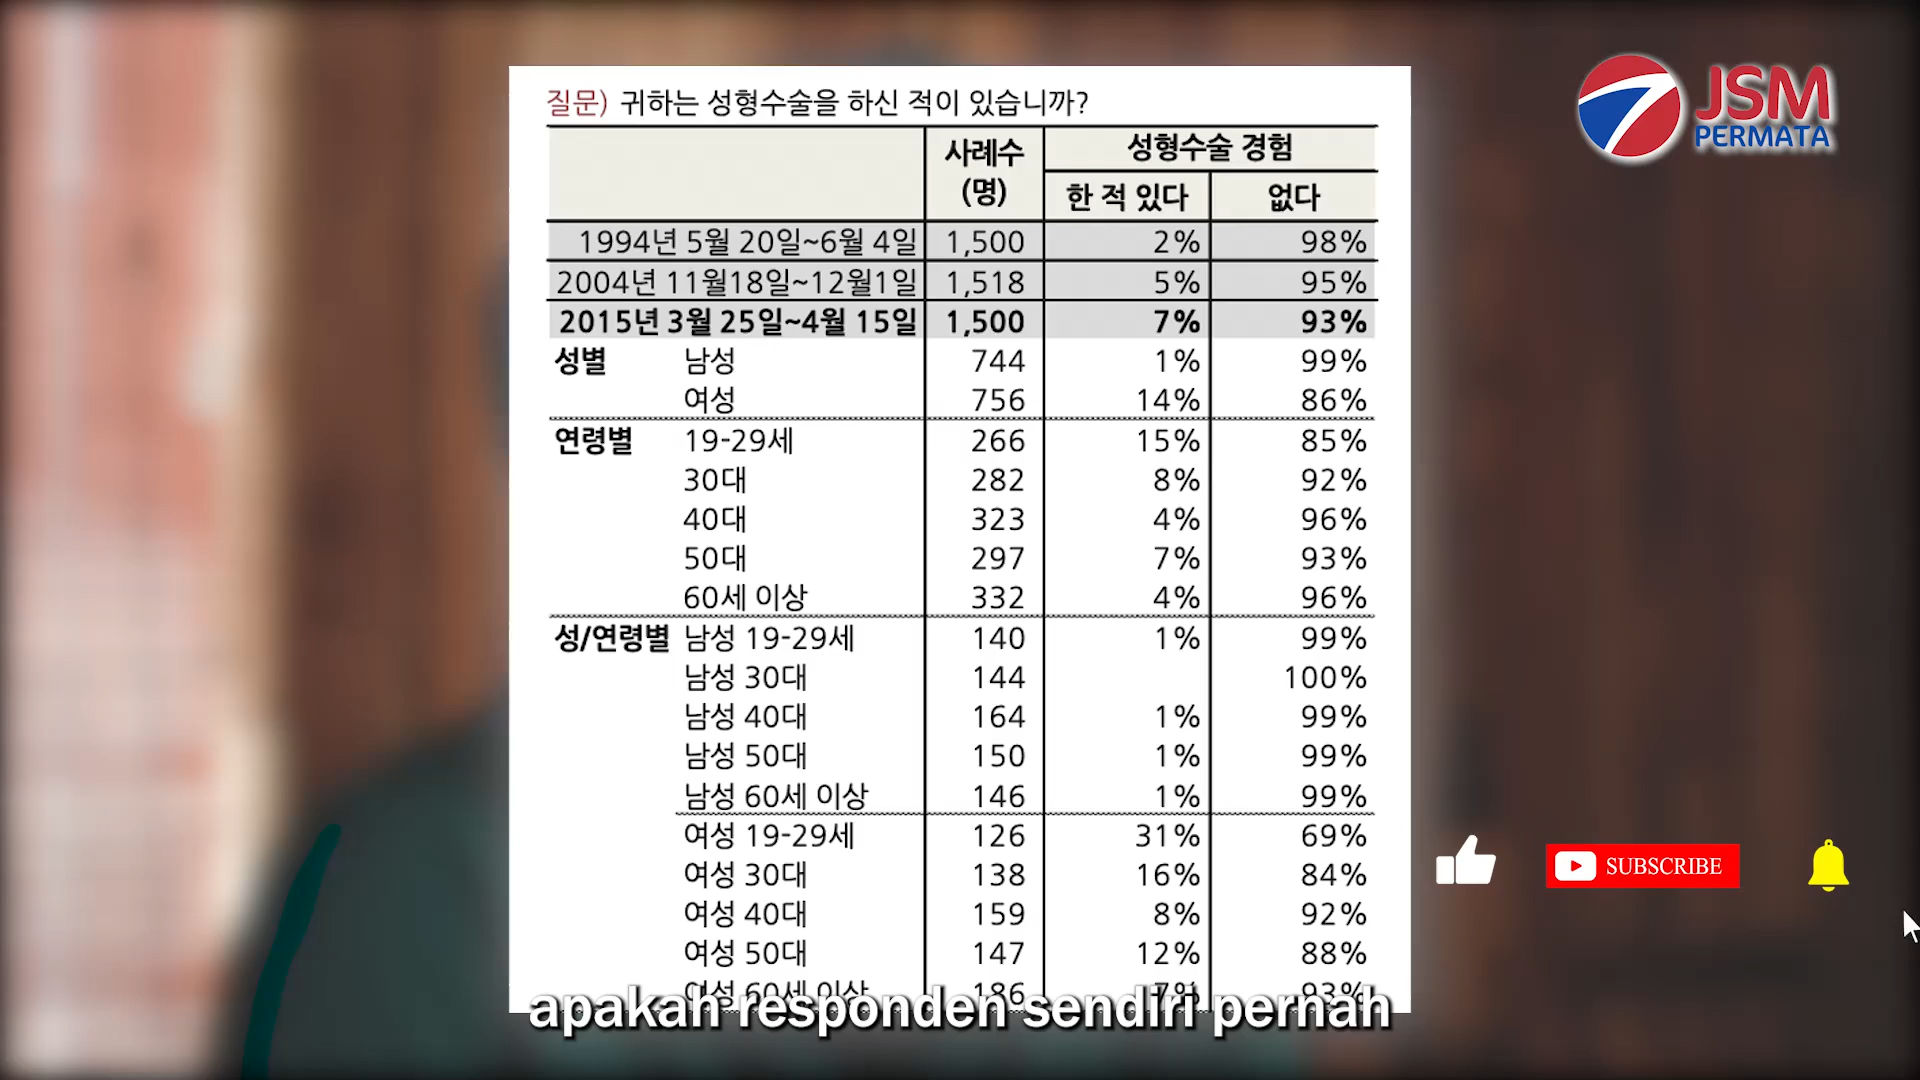 질문) 귀하는 성형수술을 하신 적이 있습니까?
JSM
PERMATA
사례수 성형수술 경험
(명) 한 적 있다 없다
1994년 5월 20일~6월 4일 1,500 2% 98%
2004년 11월18일~12월1일 1,518 5% 95%
2015년 3월 25일~4월 15일 1,500 7% 93%
성별 남성 744 1% 99%
여성 756 14% 86%
연령별 19-29세 266 15% 85%
30대 282 8% 92%
40대 323 4% 96%
50대 297 7% 93%
60세 이상 332 4% 96%
성/연령별 남성 19-29세 140 1% 99%
남성 30대 144 100%
남성 40대 164 1% 99%
남성 50대 150 1% 99%
남성 60세 이상 146 1% 99%
여성 19-29세 126 31% 69%
여성 30대 138 16% 84%
여성 40대 159 8% 92%
여성 50대 147 12% 88%
여성 60세 이상 186 7% 93%
SUBSCRIBE
apakah responden sendiri pernah